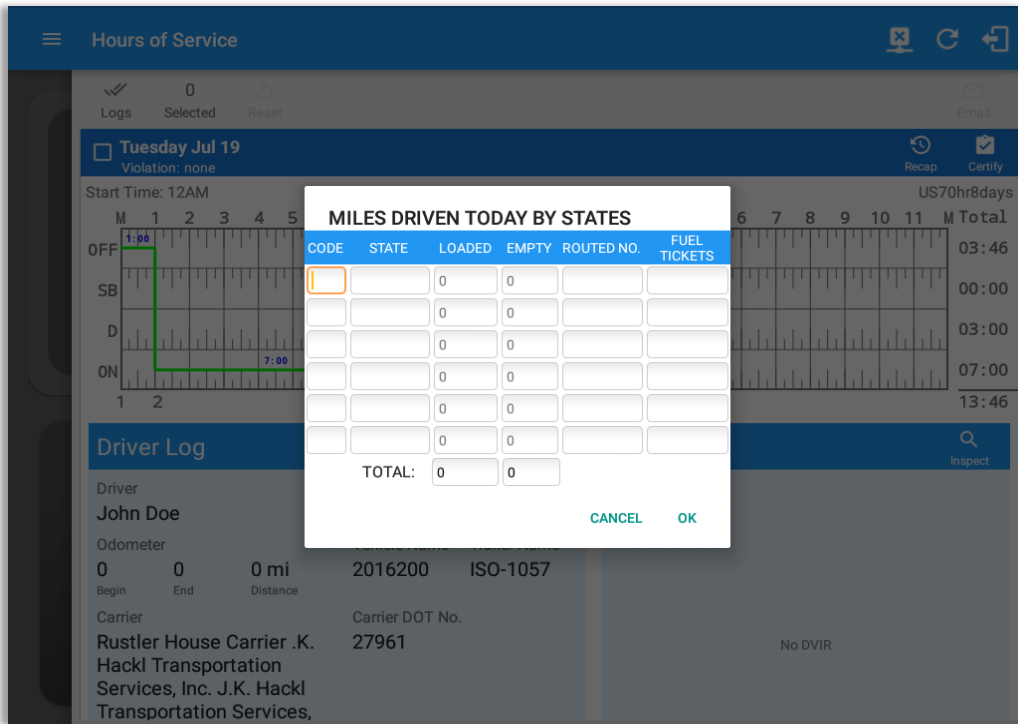 Hours of Service
0
Logs Selected Reset Email
Tuesday Jul 19
Violation: none
Recap Certify
Start Time: 12AM US70hr8days
M 1 2 3 4 5 6 7 8 9 10 11 M Total
1:00
OFF 03:46
SB 00:00
D 03:00
7:00
ON 07:00
1 2 13:46
MILES DRIVEN TODAY BY STATES
CODE STATE LOADED EMPTY ROUTED NO. FUEL TICKETS
0 0
0 0
0 0
0 0
0 0
0 0
TOTAL: 0 0
CANCEL OK
Driver Log
Inspect
Driver
John Doe
Odometer Vehicle Name Trailer Name
0 0 0 mi 2016200 ISO-1057
Begin End Distance
Carrier Carrier DOT No.
Rustler House Carrier .K. 27961
Hackl Transportation
Services, Inc. J.K. Hackl
Transportation Services,
No DVIR